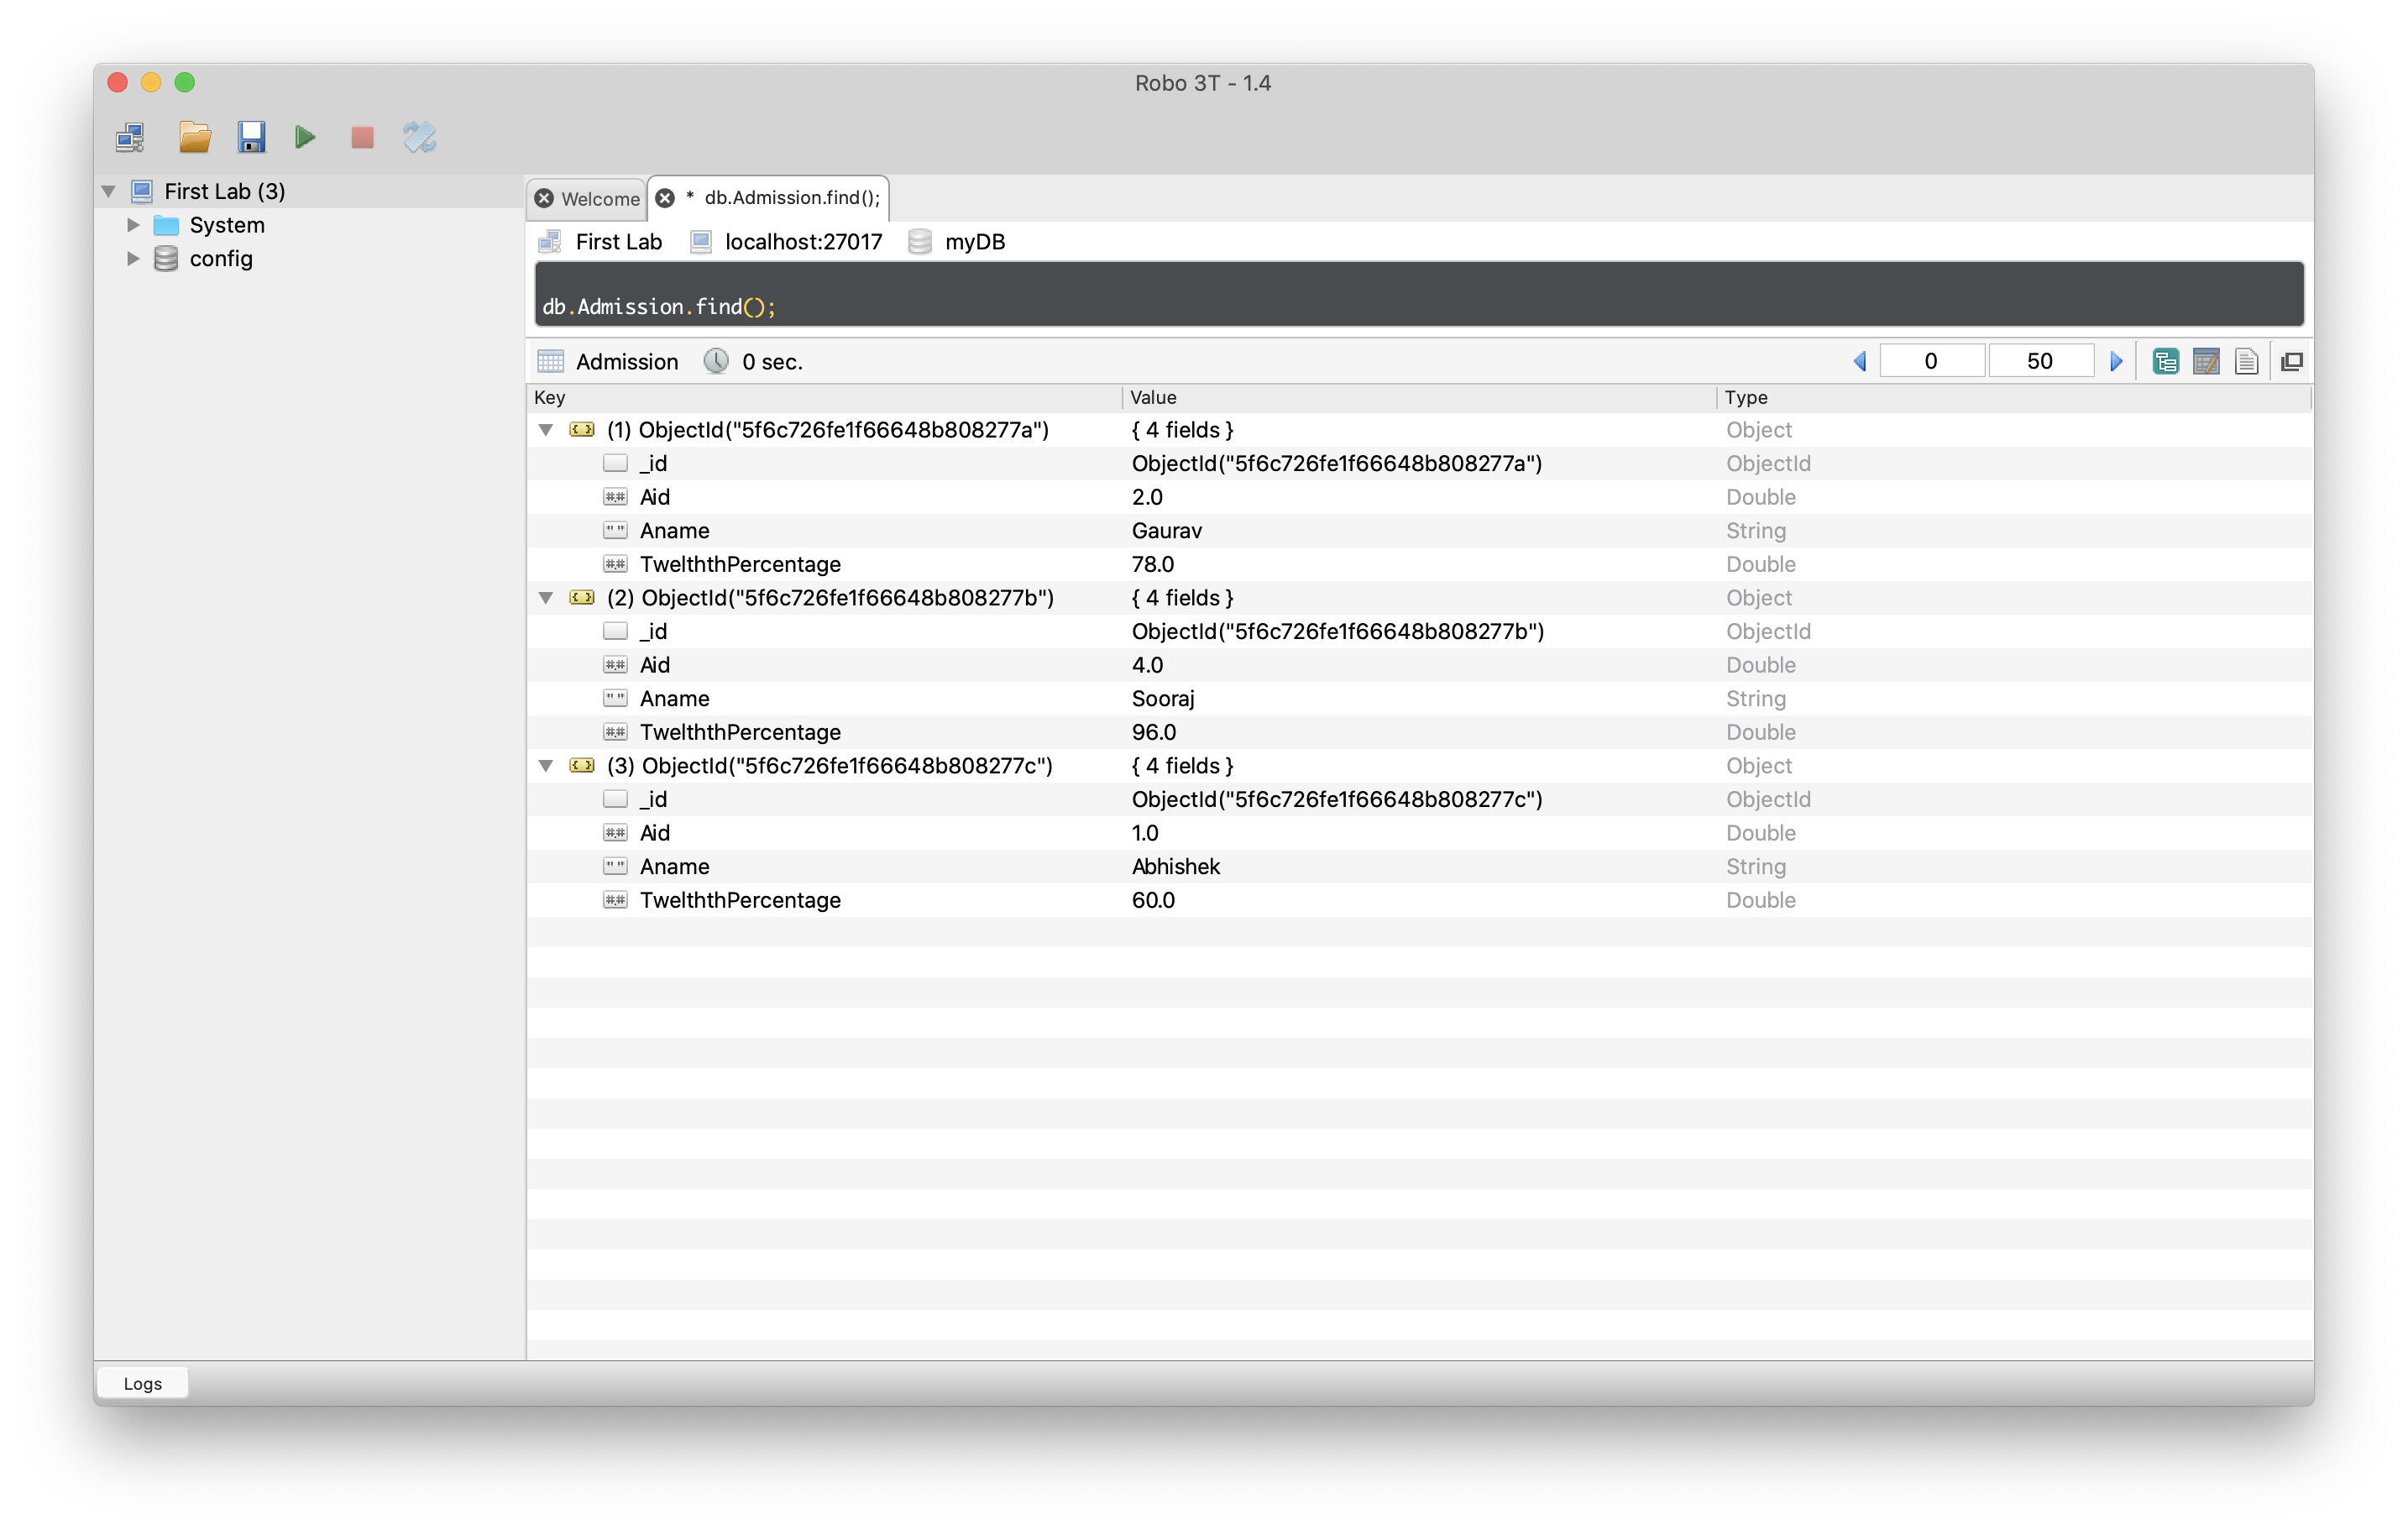 Robo 3T - 1.4
First Lab (3)
System
config
Welcome
* db.Admission.find();
First Lab localhost:27017 myDB
db.Admission.find();
Admission 0 sec. 0 50
Key Value Type
(1) ObjectId("5f6c726fe1f66648b808277a") { 4 fields } Object
_id ObjectId("5f6c726fe1f66648b808277a") ObjectId
Aid 2.0 Double
Aname Gaurav String
TwelththPercentage 78.0 Double
(2) ObjectId("5f6c726fe1f66648b808277b") { 4 fields } Object
_id ObjectId("5f6c726fe1f66648b808277b") ObjectId
Aid 4.0 Double
Aname Sooraj String
TwelththPercentage 96.0 Double
(3) ObjectId("5f6c726fe1f66648b808277c") { 4 fields } Object
_id ObjectId("5f6c726fe1f66648b808277c") ObjectId
Aid 1.0 Double
Aname Abhishek String
TwelththPercentage 60.0 Double
Logs